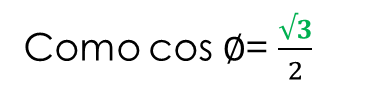 Como cos Ø= √3/2